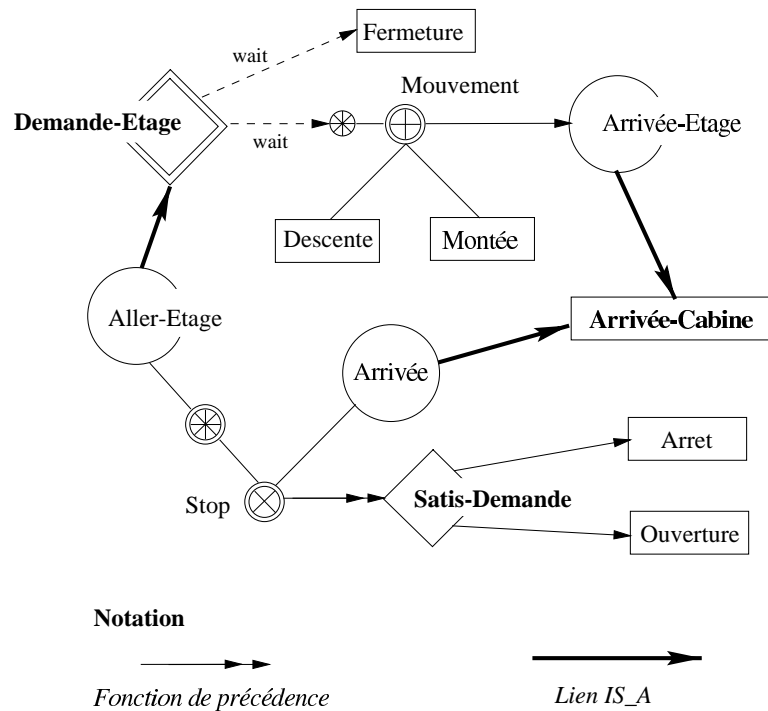 Fermeture
wait
Mouvement
Demande-Etage
wait
Arrivée-Etage
Descente
Montée
Aller-Etage
Arrivée-Cabine
Arrivée
Arret
Stop
Satis-Demande
Ouverture
Notation
Fonction de précédence
Lien IS_A